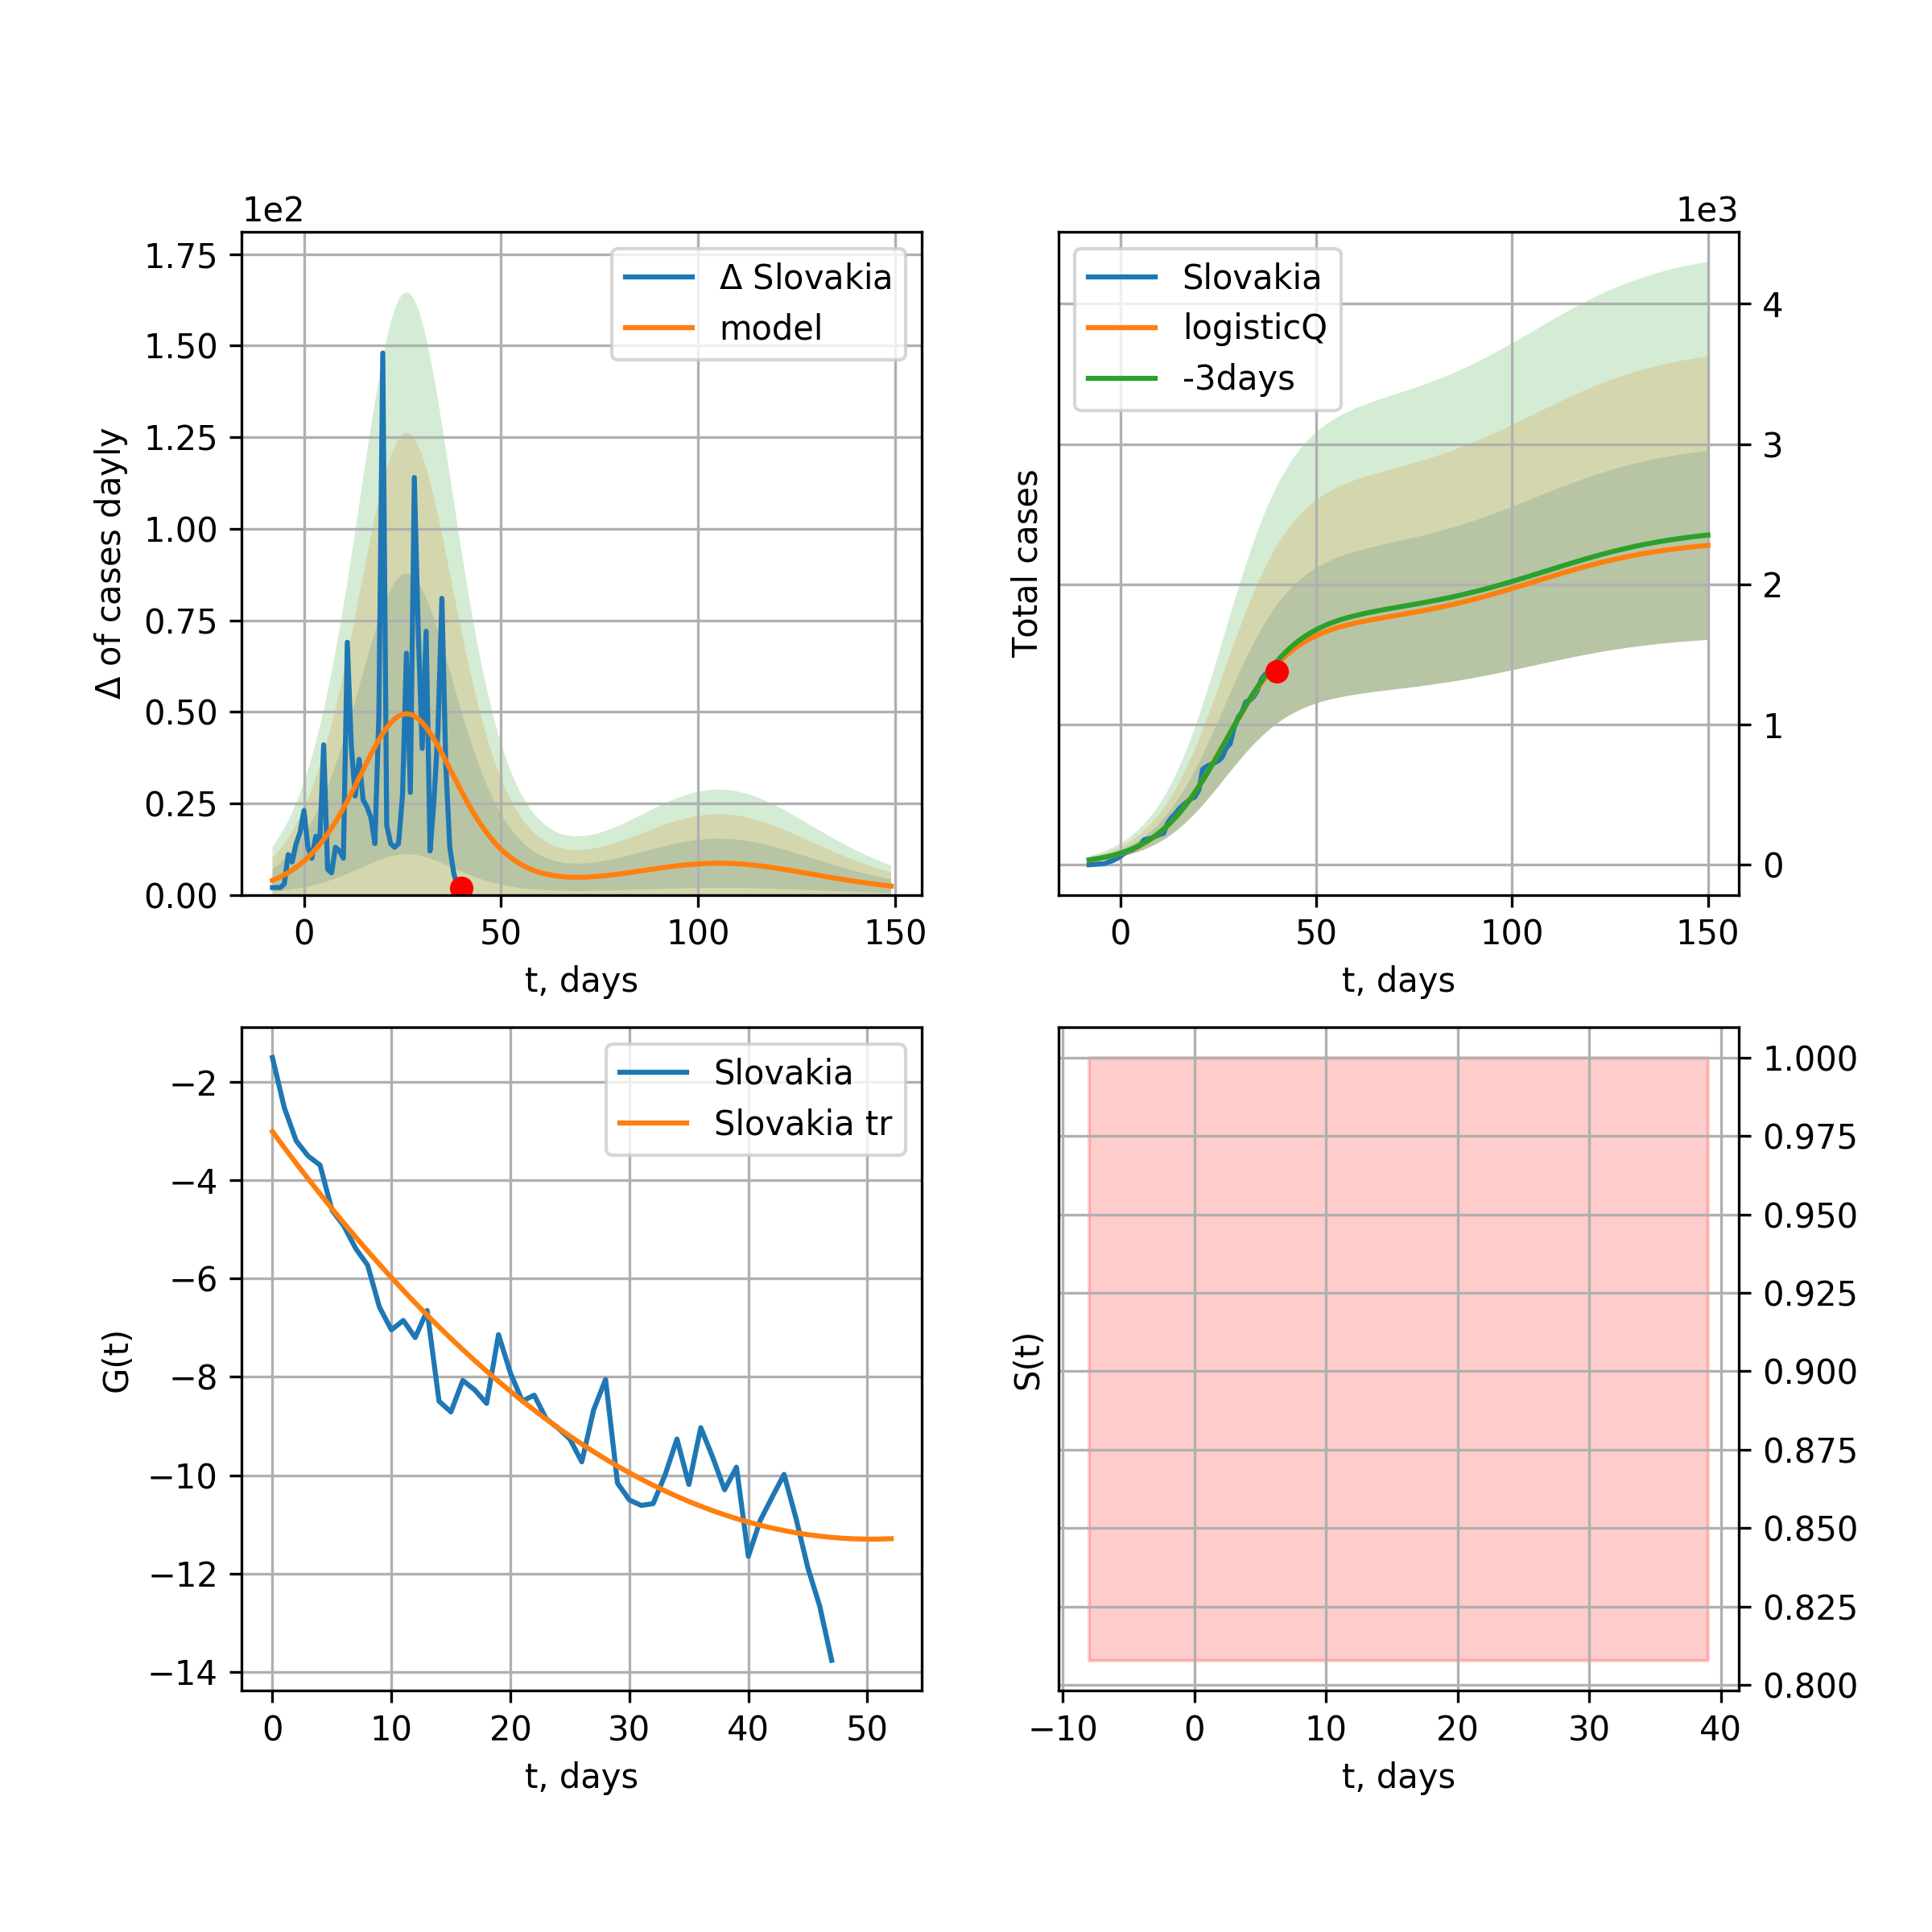 1e2
Δ of cases dayly
1.75
1.50
1.25
1.00
0.75
0.50
0.25
0.00
Δ Slovakia
model
0 50 100 150
t, days
1e3
Total cases
Slovakia
logisticQ
-3days
4
3
2
1
0
0 50 100 150
t, days
G(t)
−2
−4
−6
−8
−10
−12
−14
Slovakia
Slovakia tr
0 10 20 30 40 50
t, days
S(t)
1.000
0.975
0.950
0.925
0.900
0.875
0.850
0.825
0.800
−10 0 10 20 30 40
t, days